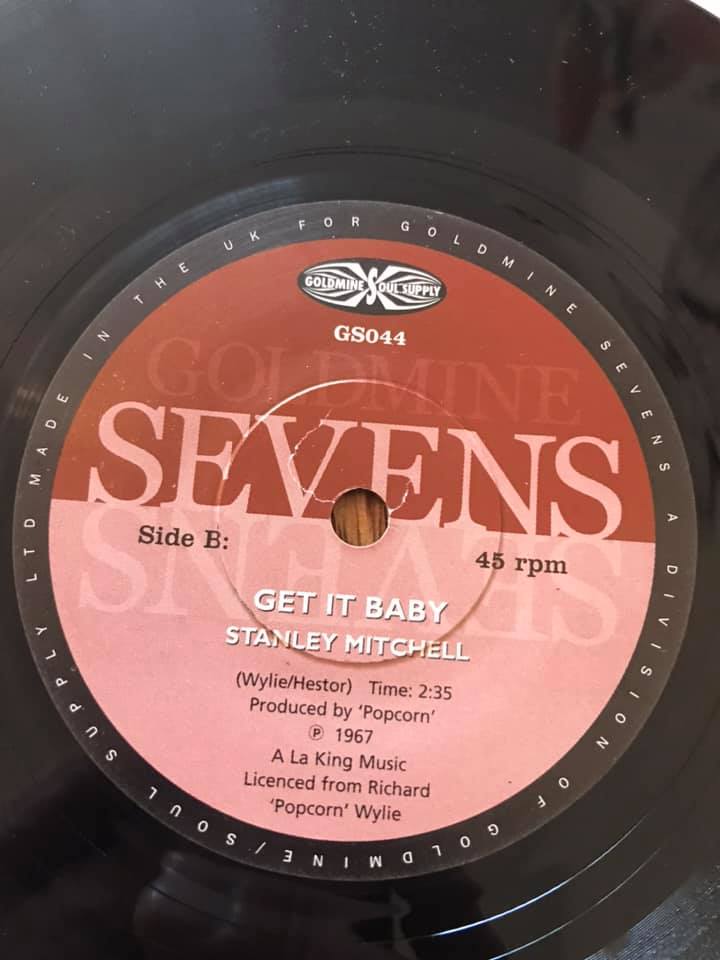 MADE IN THE UK FOR GOLDMINE SEVENS A DIVISION OF GOLDMINE/SOUL SUPPLY LTD
GOLDMINE SOUL SUPPLY
GS044
GOLDMINE
SEVENS
SEVENS
Side B:
45 rpm
GET IT BABY
STANLEY MITCHELL
(Wylie/Hestor) Time: 2:35
Produced by 'Popcorn'
℗ 1967
A La King Music
Licenced from Richard
'Popcorn' Wylie